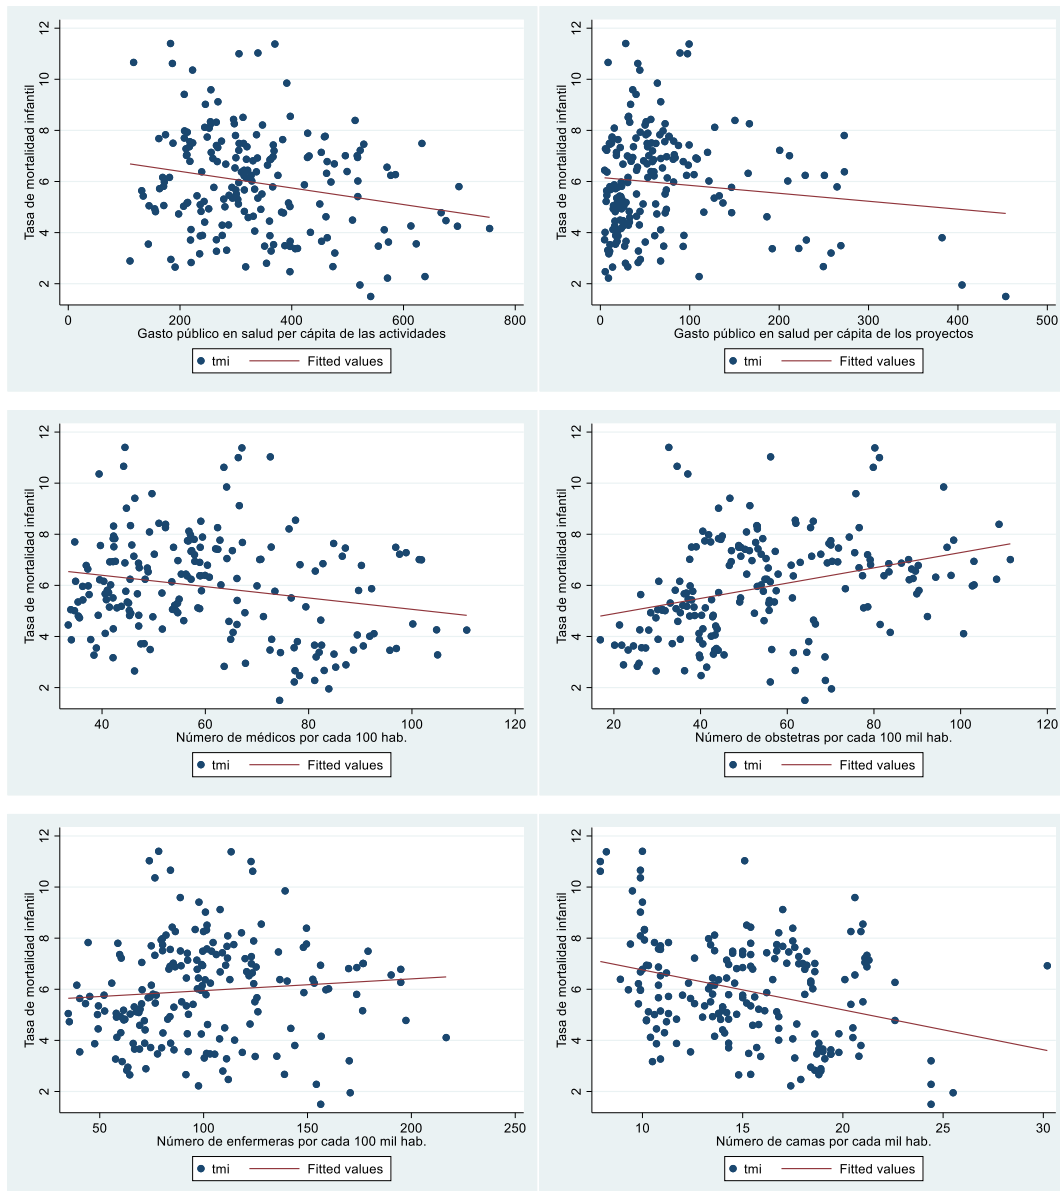 12
10
8
6
4
2
Tasa de mortalidad infantil
0 200 400 600 800
Gasto público en salud per cápita de las actividades
tmi Fitted values
12
10
8
6
4
2
Tasa de mortalidad infantil
0 100 200 300 400 500
Gasto público en salud per cápita de los proyectos
tmi Fitted values
12
10
8
6
4
2
Tasa de mortalidad infantil
40 60 80 100 120
Número de médicos por cada 100 hab.
tmi Fitted values
12
10
8
6
4
2
Tasa de mortalidad infantil
20 40 60 80 100 120
Número de obstetras por cada 100 mil hab.
tmi Fitted values
12
10
8
6
4
2
Tasa de mortalidad infantil
50 100 150 200 250
Número de enfermeras por cada 100 mil hab.
tmi Fitted values
12
10
8
6
4
2
Tasa de mortalidad infantil
10 15 20 25 30
Número de camas por cada mil hab.
tmi Fitted values